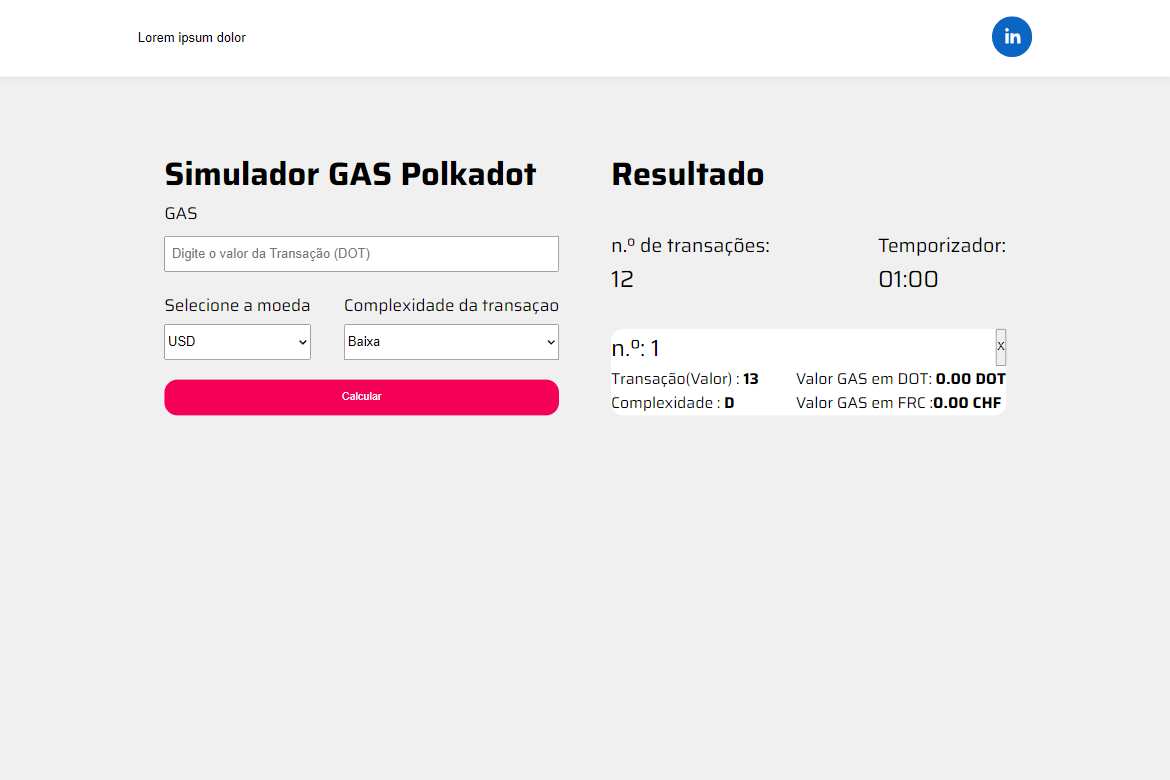 Lorem ipsum dolor
in
Simulador GAS Polkadot
GAS
Digite o valor da Transação (DOT)
Selecione a moeda
Complexidade da transaçao
USD
Baixa
Calcular
Resultado
n.º de transações:
Temporizador:
12
01:00
n.º: 1
X
Transação(Valor) : 13
Valor GAS em DOT: 0.00 DOT
Complexidade : D
Valor GAS em FRC :0.00 CHF